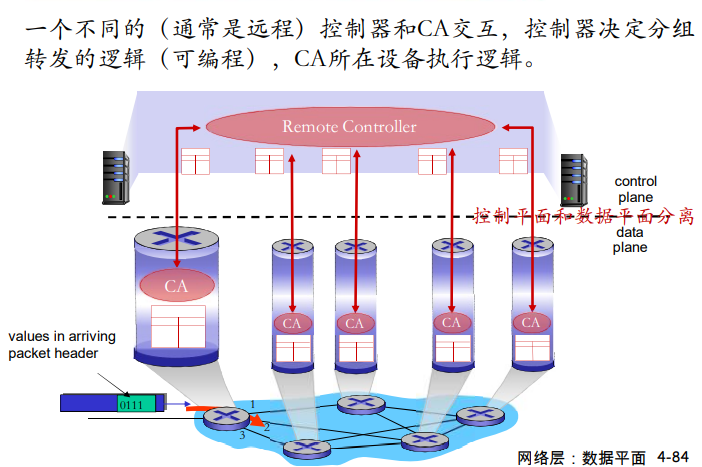 一个不同的（通常是远程）控制器和CA交互，控制器决定分组
转发的逻辑（可编程），CA所在设备执行逻辑。
Remote Controller
control
plane
控制平面和数据平面分离
data
plane
CA
CA
CA
CA
CA
values in arriving
packet header
0111
1
2
3
网络层：数据平面 4-84